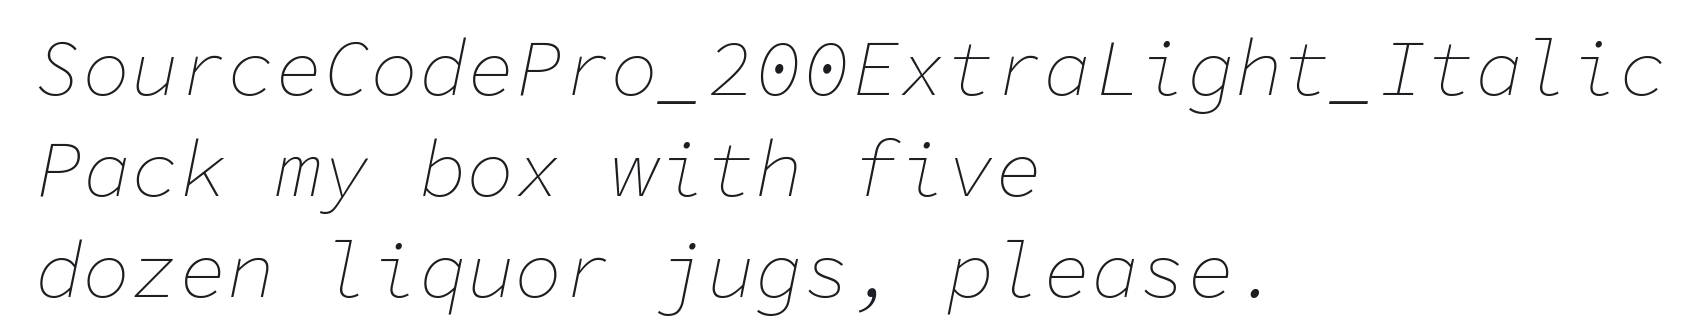 SourceCodePro_200ExtraLight_Italic
Pack my box with five
dozen liquor jugs, please.